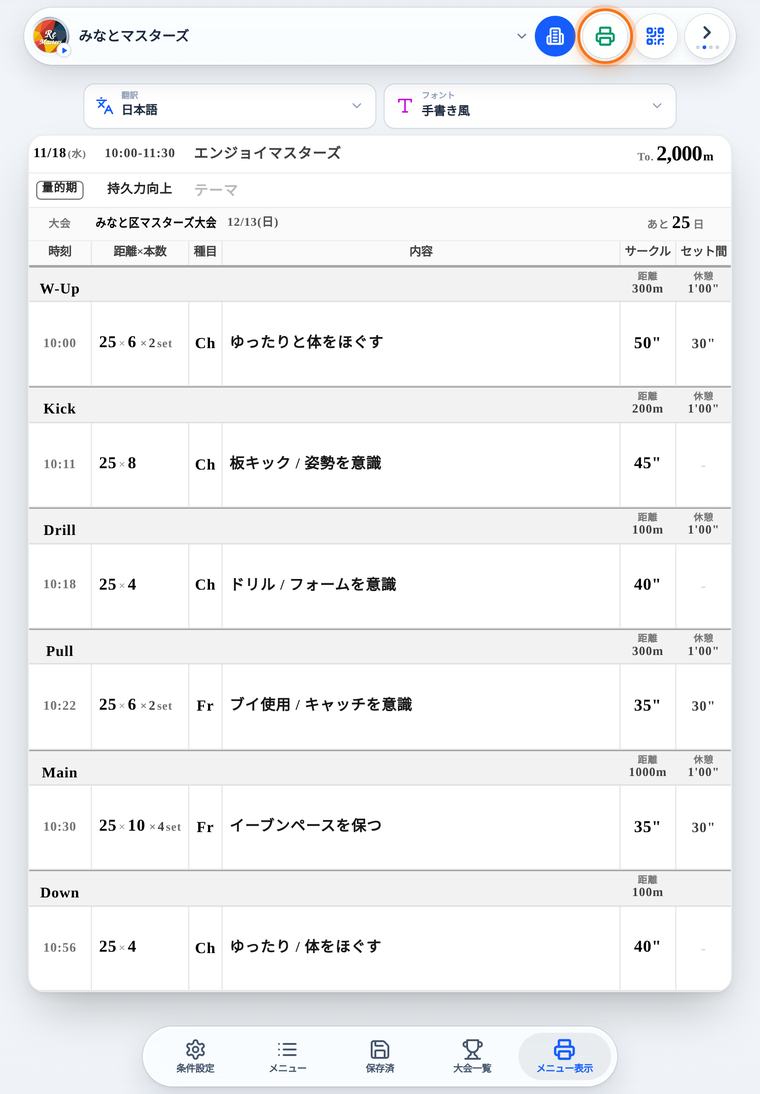 みなとマスターズ
翻訳
日本語
フォント
手書き風
11/18(水) 10:00-11:30 エンジョイマスターズ To. 2,000m
量的期 持久力向上 テーマ
大会 みなと区マスターズ大会 12/13(日) あと 25 日
時刻 距離×本数 種目 内容 サークル セット間
W-Up 距離 300m 休憩 1'00"
10:00 25×6×2set Ch ゆったりと体をほぐす 50" 30"
Kick 距離 200m 休憩 1'00"
10:11 25×8 Ch 板キック / 姿勢を意識 45" -
Drill 距離 100m 休憩 1'00"
10:18 25×4 Ch ドリル / フォームを意識 40" -
Pull 距離 300m 休憩 1'00"
10:22 25×6×2set Fr ブイ使用 / キャッチを意識 35" 30"
Main 距離 1000m 休憩 1'00"
10:30 25×10×4set Fr イーブンペースを保つ 35" 30"
Down 距離 100m
10:56 25×4 Ch ゆったり / 体をほぐす 40" -
条件設定 メニュー 保存済 大会一覧 メニュー表示